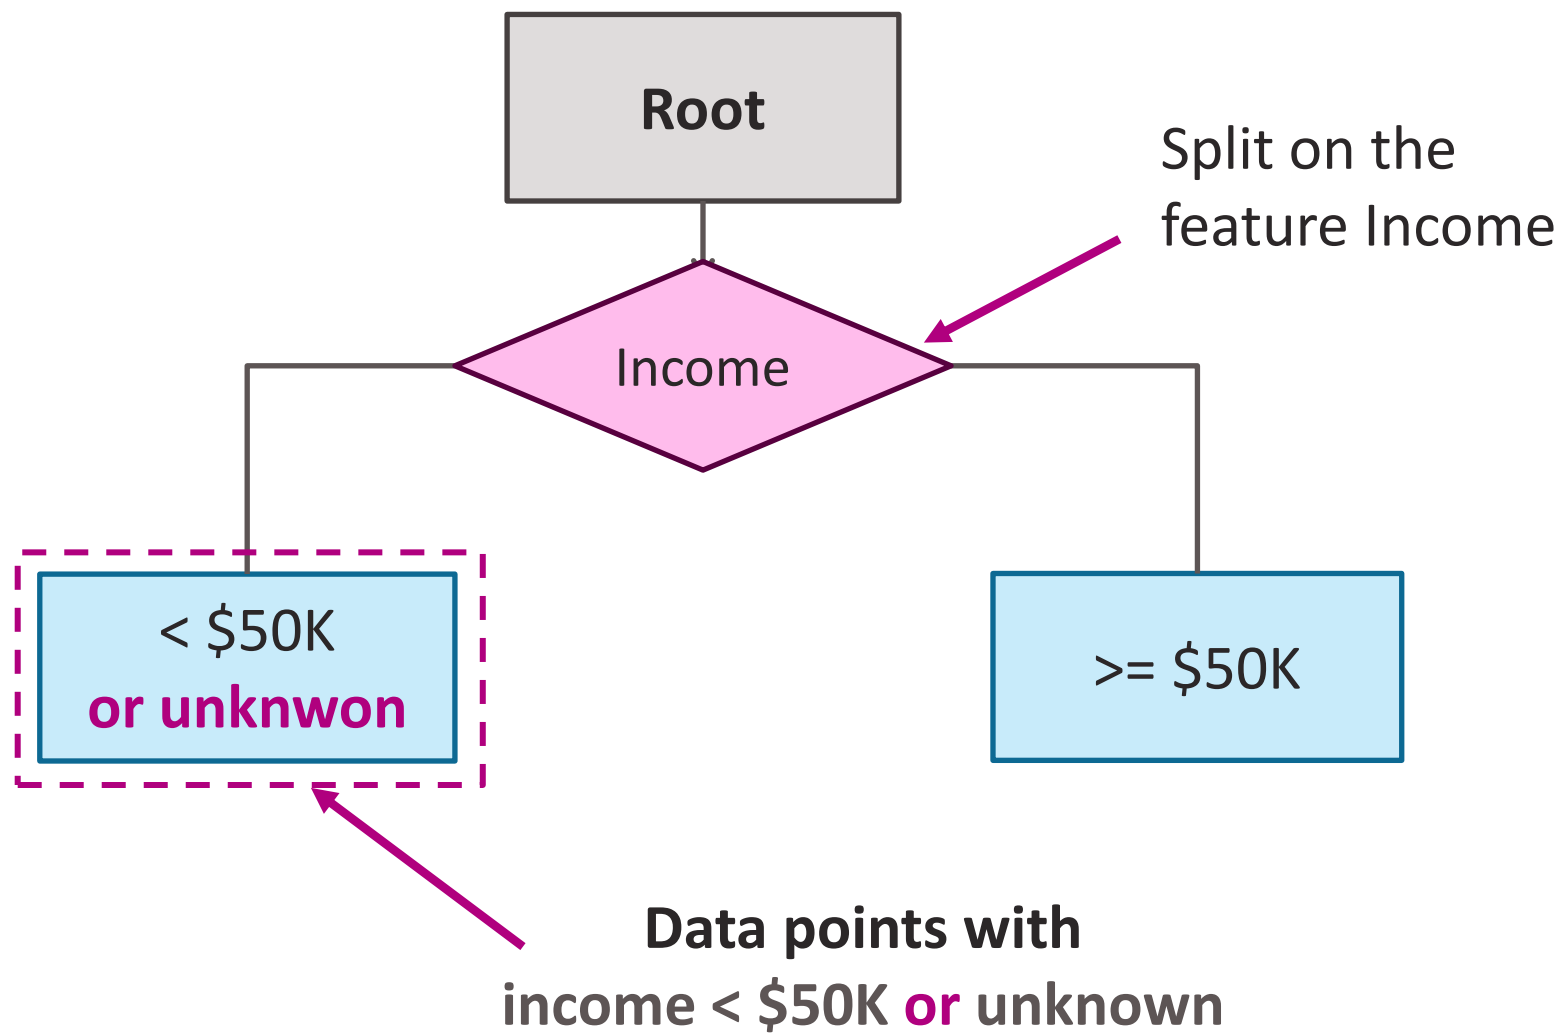 Root
Split on the
feature Income
Income
< $50K
or unknwon
>= $50K
Data points with
income < $50K or unknown